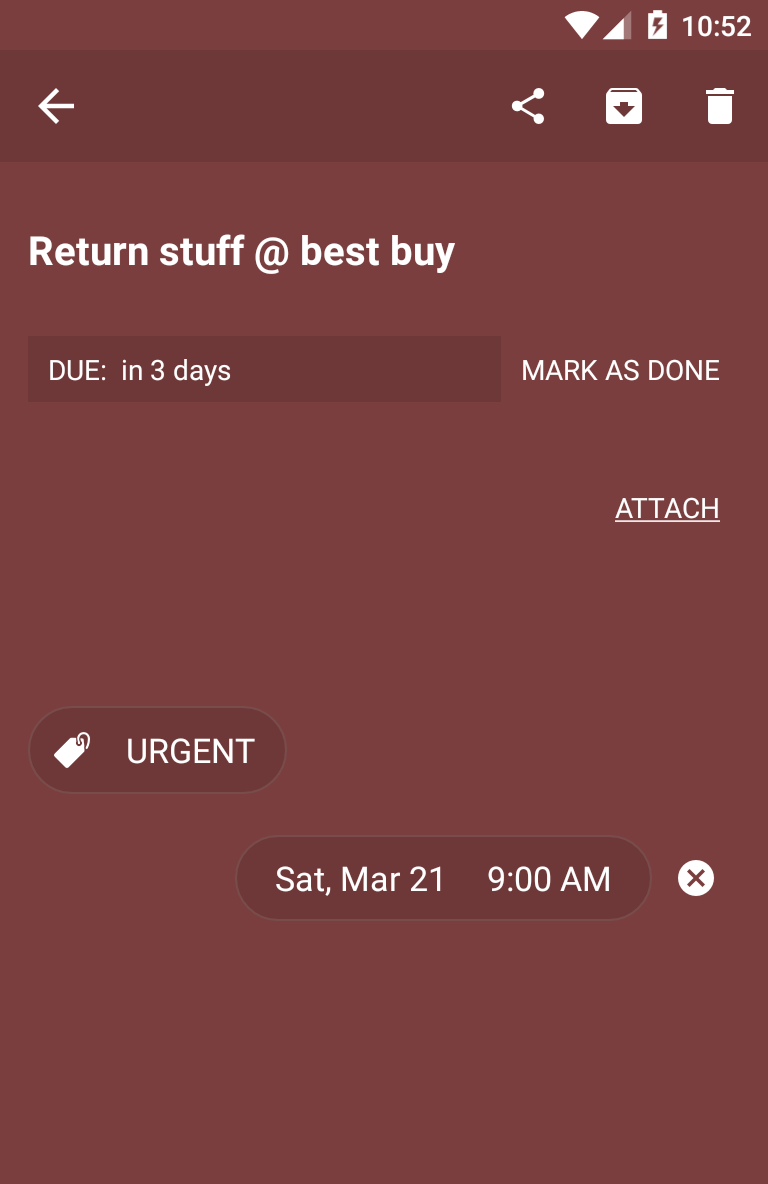 10:52
Return stuff @ best buy
DUE: in 3 days MARK AS DONE
ATTACH
URGENT
Sat, Mar 21 9:00 AM